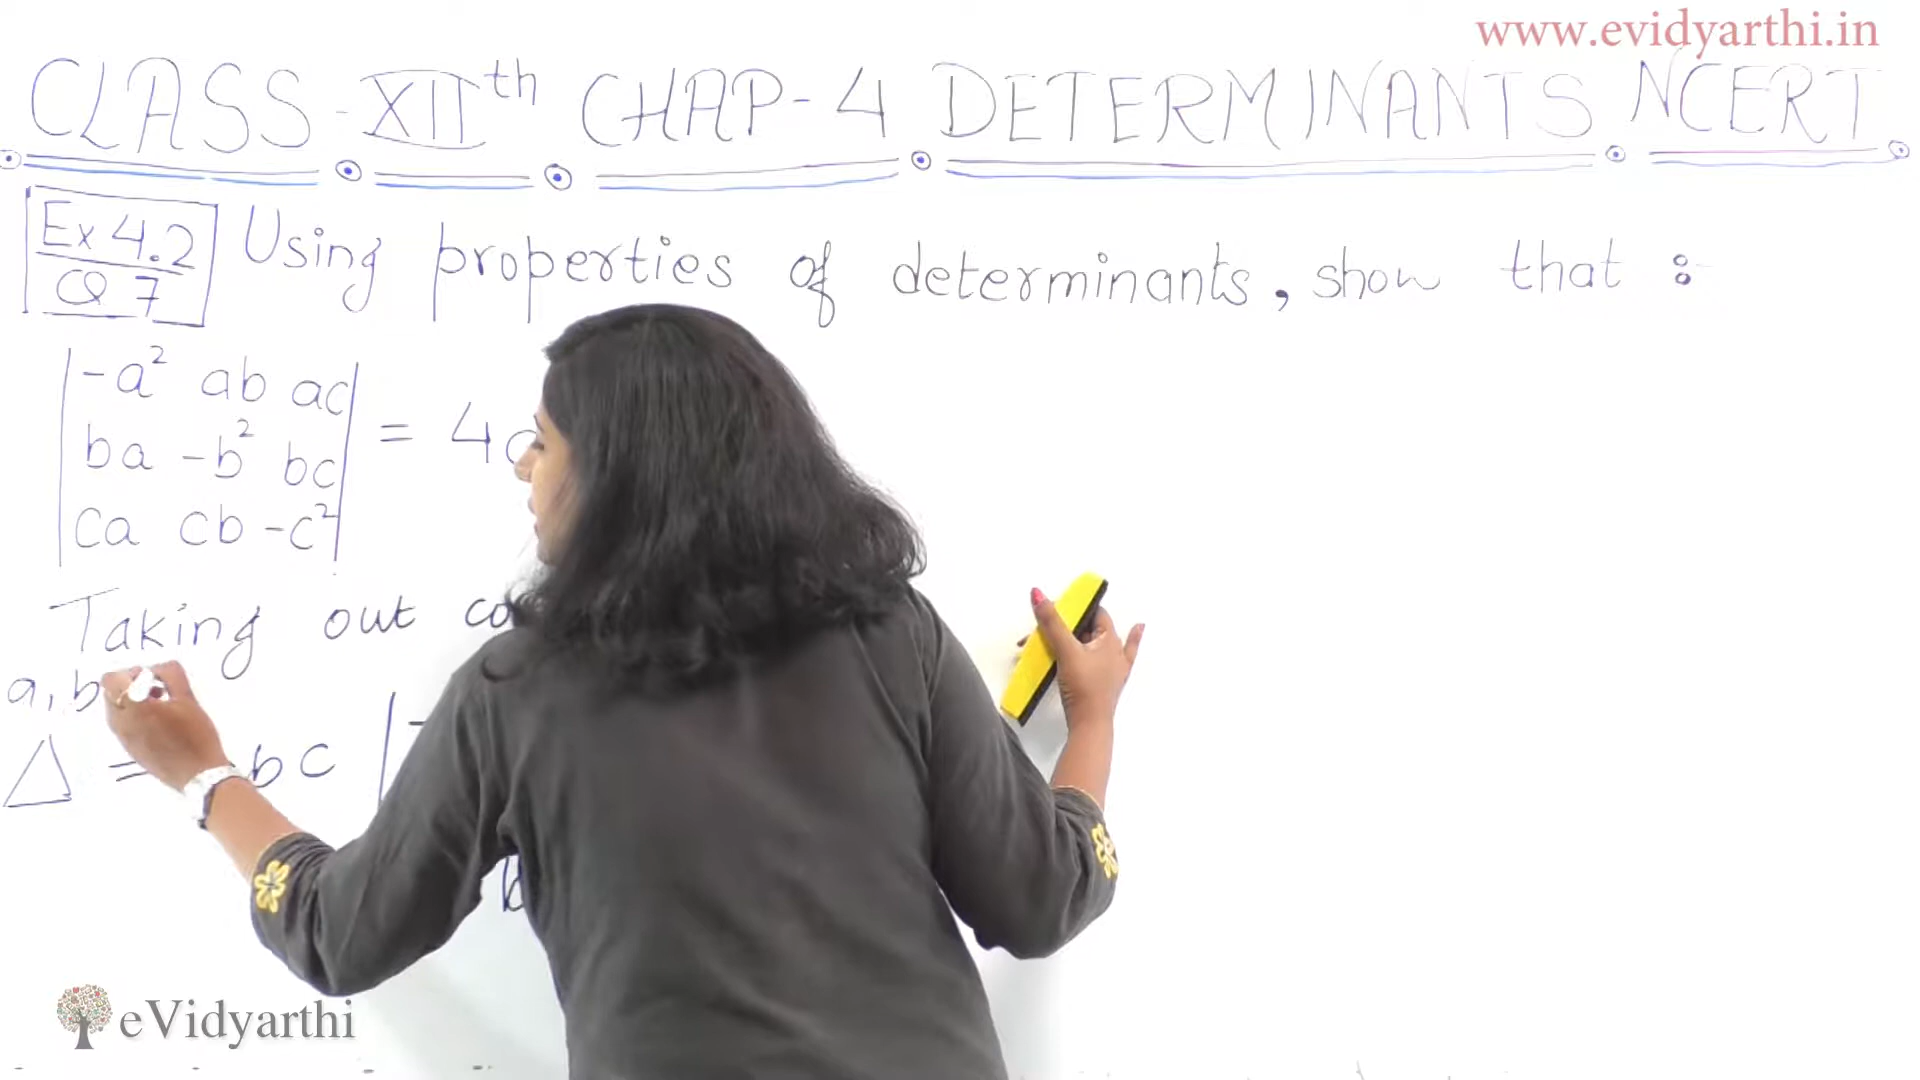 www.evidyarthi.in
CLASS-XIIth CHAP-4 DETERMINANTS NCERT
Ex 4.2
Q 7
Using properties of determinants, show that :
-a² ab ac
ba -b² bc
ca cb -c²
= 4
Taking out
a, b
Δ = bc
eVidyarthi